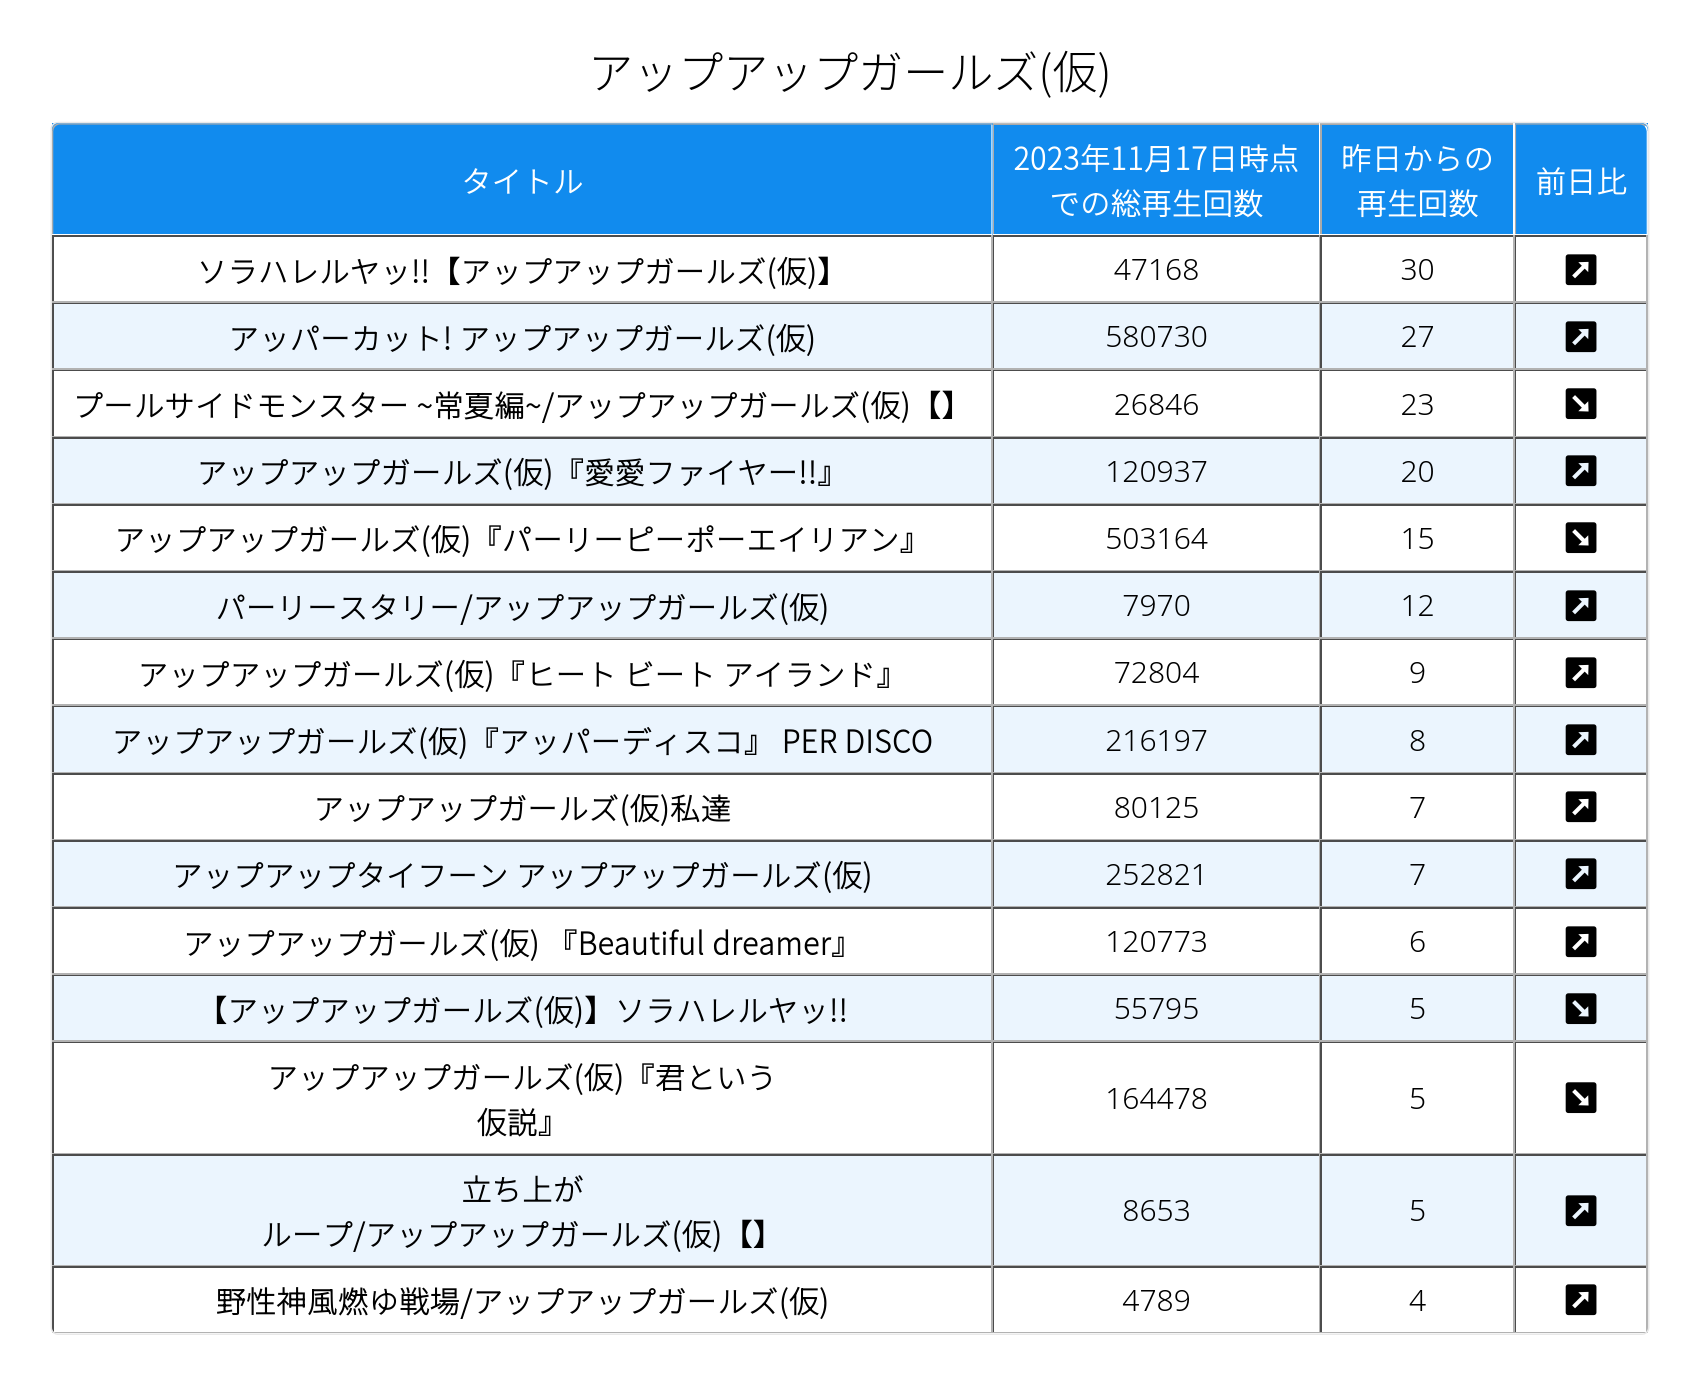 アップアップガールズ(仮)
タイトル 2023年11月17日時点での総再生回数 昨日からの再生回数 前日比
ソラハレルヤッ!!【アップアップガールズ(仮)】 47168 30
アッパーカット! アップアップガールズ(仮) 580730 27
プールサイドモンスター ~常夏編~/アップアップガールズ(仮)【】 26846 23
アップアップガールズ(仮)『愛愛ファイヤー!!』 120937 20
アップアップガールズ(仮)『パーリーピーポーエイリアン』 503164 15
パーリースタリー/アップアップガールズ(仮) 7970 12
アップアップガールズ(仮)『ヒート ビート アイランド』 72804 9
アップアップガールズ(仮)『アッパーディスコ』 PER DISCO 216197 8
アップアップガールズ(仮)私達 80125 7
アップアップタイフーン アップアップガールズ(仮) 252821 7
アップアップガールズ(仮) 『Beautiful dreamer』 120773 6
【アップアップガールズ(仮)】ソラハレルヤッ!! 55795 5
アップアップガールズ(仮)『君という
仮説』 164478 5
立ち上が
ループ/アップアップガールズ(仮)【】 8653 5
野性神風燃ゆ戦場/アップアップガールズ(仮) 4789 4